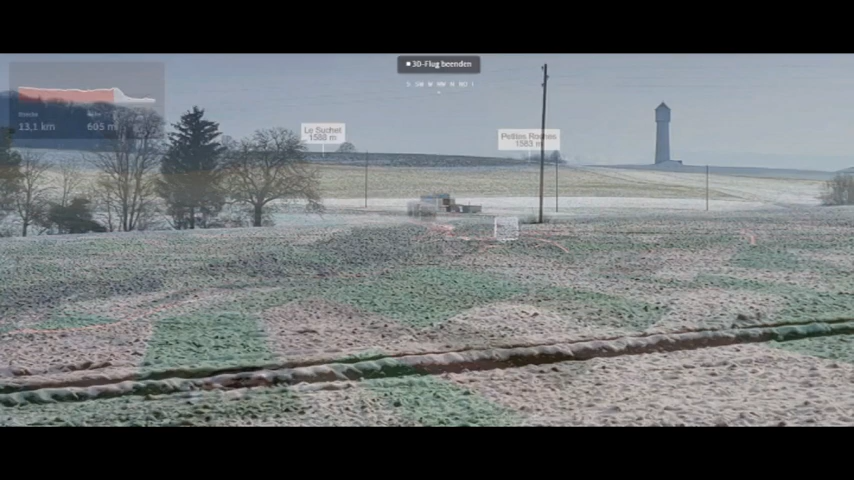 3D-Flug beenden
13,1 km
605 m
Le Suchet
1588 m
Petites Roches
1583 m